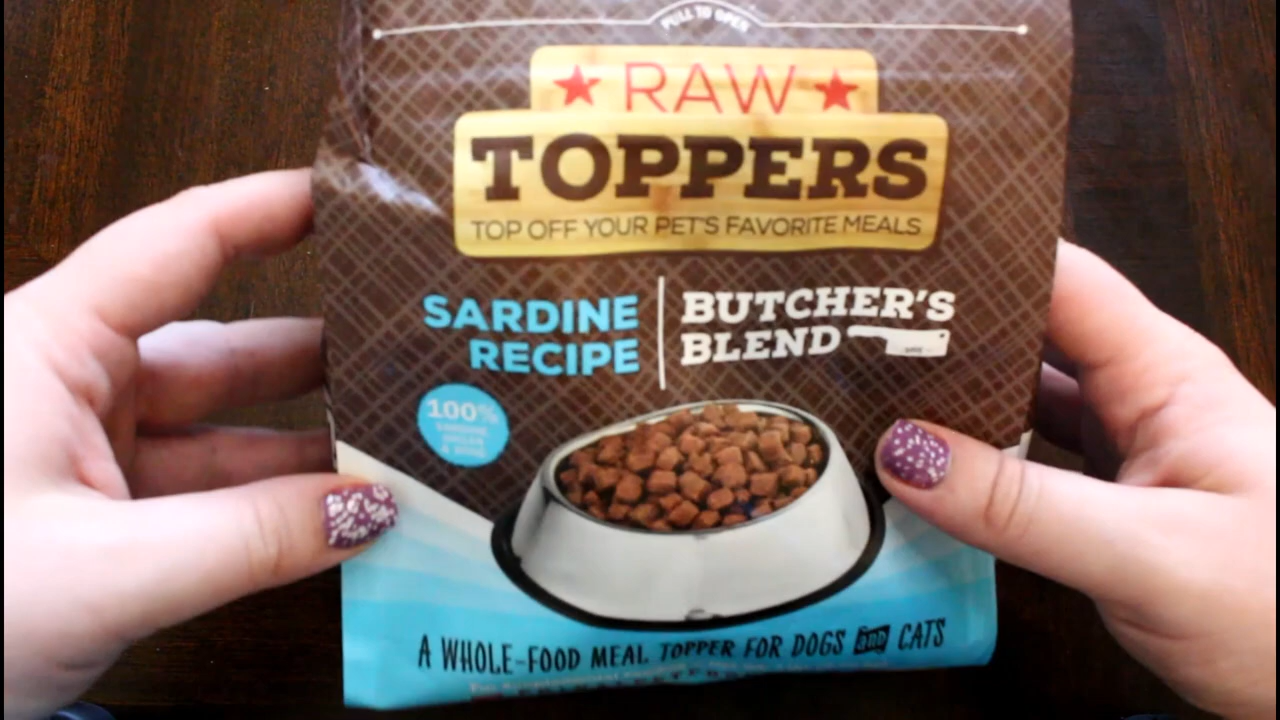 PULL TO OPEN
RAW
TOPPERS
TOP OFF YOUR PET'S FAVORITE MEALS
SARDINE
RECIPE
BUTCHER'S
BLEND
100%
A WHOLE-FOOD MEAL TOPPER FOR DOGS and CATS